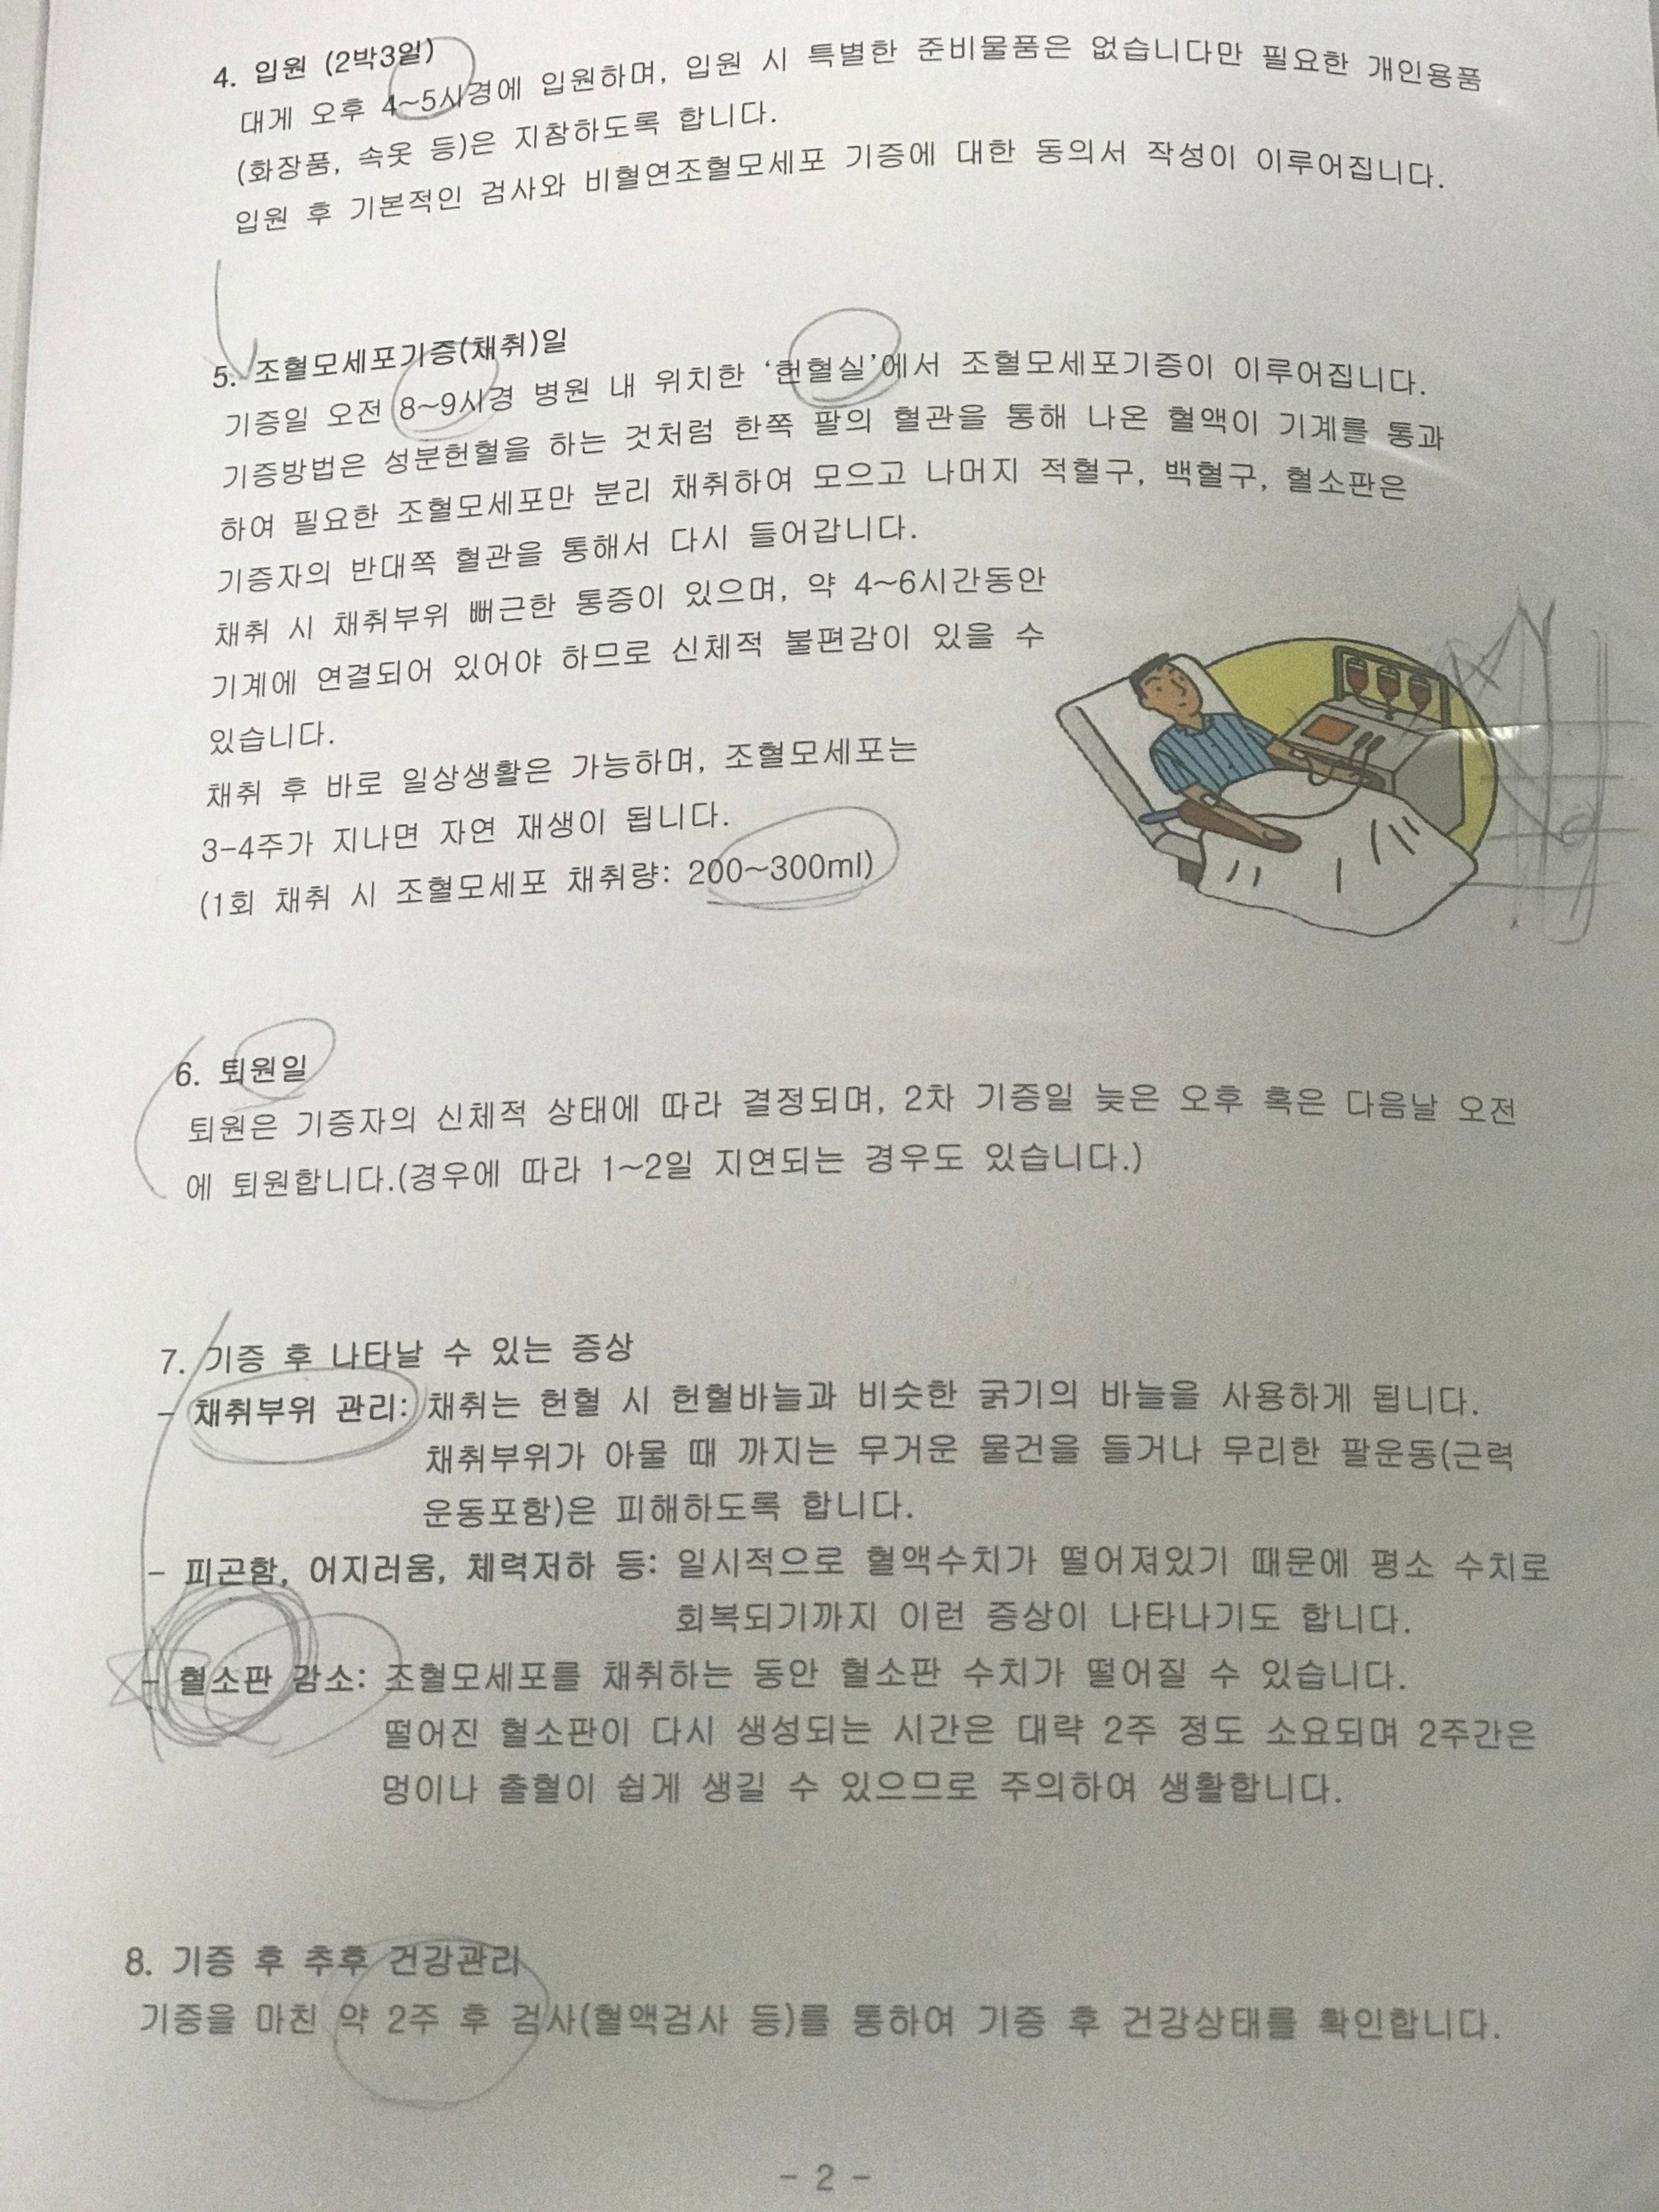 4. 입원 (2박3일)
대게 오후 4~5시경에 입원하며, 입원 시 특별한 준비물품은 없습니다만 필요한 개인용품
(화장품, 속옷 등)은 지참하도록 합니다.
입원 후 기본적인 검사와 비혈연조혈모세포 기증에 대한 동의서 작성이 이루어집니다.
5. 조혈모세포기증(채취)일
기증일 오전 8~9시경 병원 내 위치한 ‘헌혈실’에서 조혈모세포기증이 이루어집니다.
기증방법은 성분헌혈을 하는 것처럼 한쪽 팔의 혈관을 통해 나온 혈액이 기계를 통과
하여 필요한 조혈모세포만 분리 채취하여 모으고 나머지 적혈구, 백혈구, 혈소판은
기증자의 반대쪽 혈관을 통해서 다시 들어갑니다.
채취 시 채취부위 뻐근한 통증이 있으며, 약 4~6시간동안
기계에 연결되어 있어야 하므로 신체적 불편감이 있을 수
있습니다.
채취 후 바로 일상생활은 가능하며, 조혈모세포는
3-4주가 지나면 자연 재생이 됩니다.
(1회 채취 시 조혈모세포 채취량: 200~300ml)
6. 퇴원일
퇴원은 기증자의 신체적 상태에 따라 결정되며, 2차 기증일 늦은 오후 혹은 다음날 오전
에 퇴원합니다.(경우에 따라 1~2일 지연되는 경우도 있습니다.)
7. 기증 후 나타날 수 있는 증상
- 채취부위 관리: 채취는 헌혈 시 헌혈바늘과 비슷한 굵기의 바늘을 사용하게 됩니다.
채취부위가 아물 때 까지는 무거운 물건을 들거나 무리한 팔운동(근력
운동포함)은 피해하도록 합니다.
- 피곤함, 어지러움, 체력저하 등: 일시적으로 혈액수치가 떨어져있기 때문에 평소 수치로
회복되기까지 이런 증상이 나타나기도 합니다.
- 혈소판 감소: 조혈모세포를 채취하는 동안 혈소판 수치가 떨어질 수 있습니다.
떨어진 혈소판이 다시 생성되는 시간은 대략 2주 정도 소요되며 2주간은
멍이나 출혈이 쉽게 생길 수 있으므로 주의하여 생활합니다.
8. 기증 후 추후 건강관리
기증을 마친 약 2주 후 검사(혈액검사 등)를 통하여 기증 후 건강상태를 확인합니다.
- 2 -